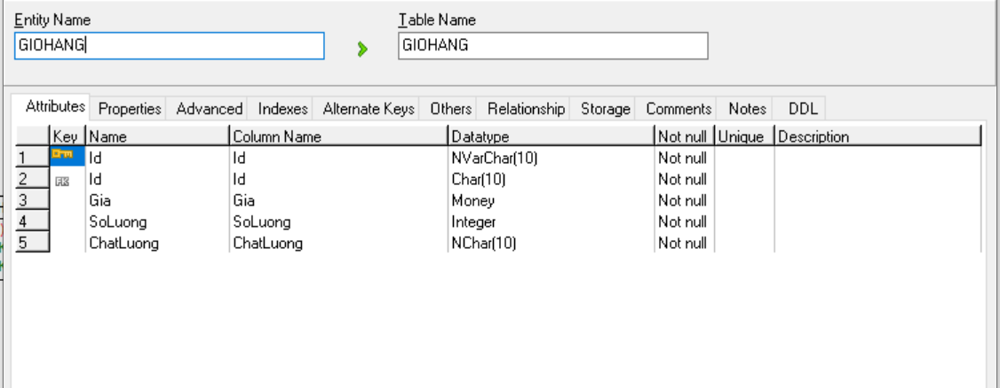 Entity Name Table Name
GIOHANG GIOHANG
Attributes Properties Advanced Indexes Alternate Keys Others Relationship Storage Comments Notes DDL
Key Name Column Name Datatype Not null Unique Description
1 Id Id NVarChar(10) Not null
2 FK Id Id Char(10) Not null
3 Gia Gia Money Not null
4 SoLuong SoLuong Integer Not null
5 ChatLuong ChatLuong NChar(10) Not null